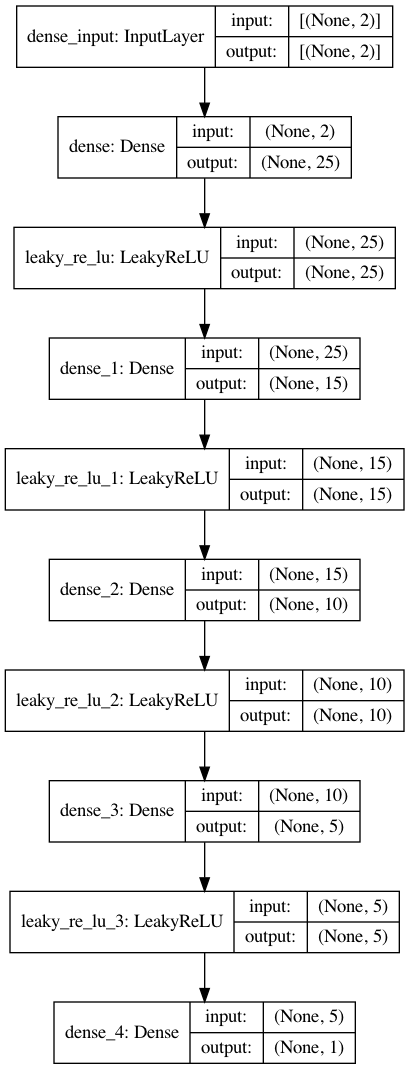 dense_input: InputLayer
input: [(None, 2)]
output: [(None, 2)]
dense: Dense
input: (None, 2)
output: (None, 25)
leaky_re_lu: LeakyReLU
input: (None, 25)
output: (None, 25)
dense_1: Dense
input: (None, 25)
output: (None, 15)
leaky_re_lu_1: LeakyReLU
input: (None, 15)
output: (None, 15)
dense_2: Dense
input: (None, 15)
output: (None, 10)
leaky_re_lu_2: LeakyReLU
input: (None, 10)
output: (None, 10)
dense_3: Dense
input: (None, 10)
output: (None, 5)
leaky_re_lu_3: LeakyReLU
input: (None, 5)
output: (None, 5)
dense_4: Dense
input: (None, 5)
output: (None, 1)